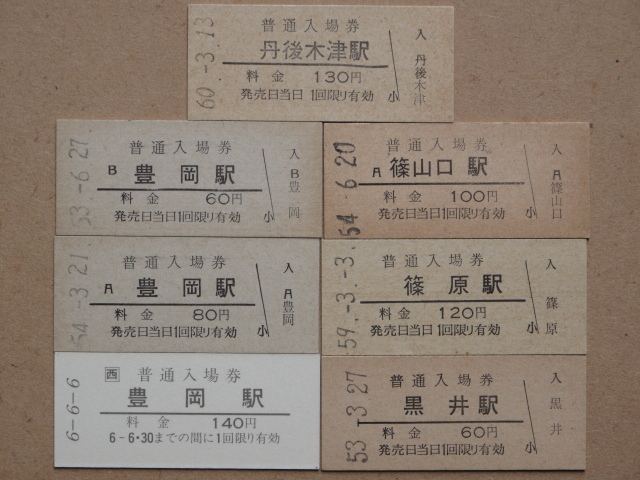 60.-3.13
普通入場券
丹後木津駅
料金 130円
発売日当日1回限り有効
小
入
丹後木津
53.-6.27
普通入場券
B 豊岡駅
料金 60円
発売日当日1回限り有効
小
入
B豊岡
54.6.20
普通入場券
A 篠山口駅
料金 100円
発売日当日1回限り有効
小
入
A篠山口
54.-3.21
普通入場券
A 豊岡駅
料金 80円
発売日当日1回限り有効
小
入
A豊岡
59.-3.-3.
普通入場券
篠原駅
料金 120円
発売日当日1回限り有効
小
入
篠原
6-6-6
西 普通入場券
豊岡駅
料金 140円
6-6・30までの間に1回限り有効
53.3.27
普通入場券
黒井駅
料金 60円
発売日当日1回限り有効
小
入
黒井